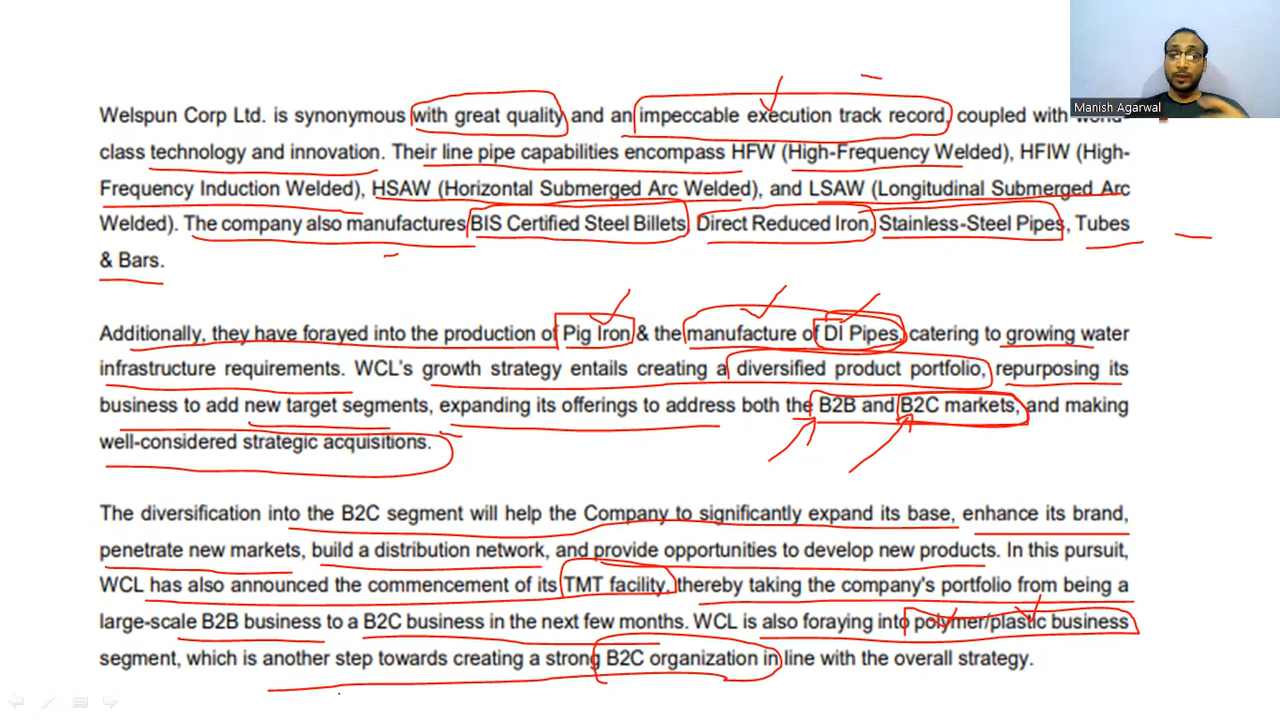 Manish Agarwal
Welspun Corp Ltd. is synonymous with great quality and an impeccable execution track record, coupled with world-
class technology and innovation. Their line pipe capabilities encompass HFW (High-Frequency Welded), HFIW (High-
Frequency Induction Welded), HSAW (Horizontal Submerged Arc Welded), and LSAW (Longitudinal Submerged Arc
Welded). The company also manufactures BIS Certified Steel Billets, Direct Reduced Iron, Stainless-Steel Pipes, Tubes
& Bars.
Additionally, they have forayed into the production of Pig Iron & the manufacture of DI Pipes, catering to growing water
infrastructure requirements. WCL's growth strategy entails creating a diversified product portfolio, repurposing its
business to add new target segments, expanding its offerings to address both the B2B and B2C markets, and making
well-considered strategic acquisitions.
The diversification into the B2C segment will help the Company to significantly expand its base, enhance its brand,
penetrate new markets, build a distribution network, and provide opportunities to develop new products. In this pursuit,
WCL has also announced the commencement of its TMT facility, thereby taking the company's portfolio from being a
large-scale B2B business to a B2C business in the next few months. WCL is also foraying into polymer/plastic business
segment, which is another step towards creating a strong B2C organization in line with the overall strategy.